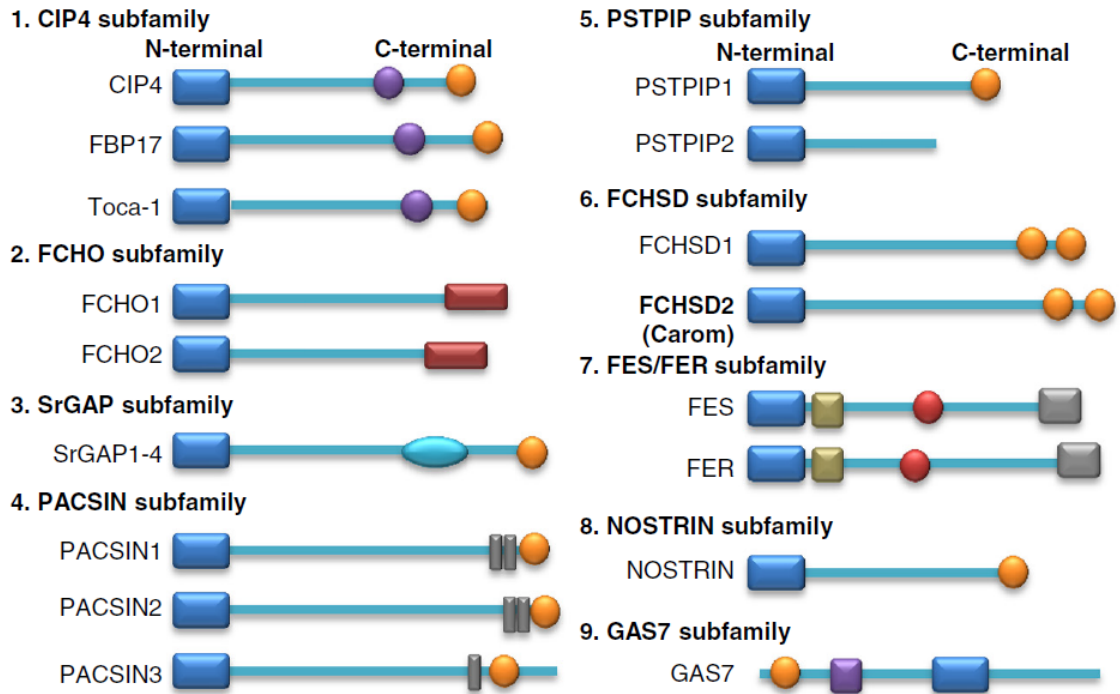 1. CIP4 subfamily
N-terminal C-terminal
CIP4
FBP17
Toca-1
2. FCHO subfamily
FCHO1
FCHO2
3. SrGAP subfamily
SrGAP1-4
4. PACSIN subfamily
PACSIN1
PACSIN2
PACSIN3
5. PSTPIP subfamily
N-terminal C-terminal
PSTPIP1
PSTPIP2
6. FCHSD subfamily
FCHSD1
FCHSD2
(Carom)
7. FES/FER subfamily
FES
FER
8. NOSTRIN subfamily
NOSTRIN
9. GAS7 subfamily
GAS7